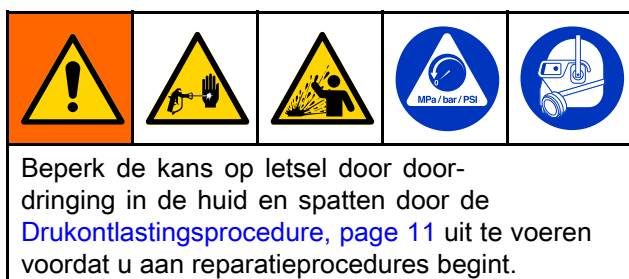 0
MPa / bar / PSI
Beperk de kans op letsel door door-
dringing in de huid en spatten door de
Drukontlastingsprocedure, page 11 uit te voeren
voordat u aan reparatieprocedures begint.